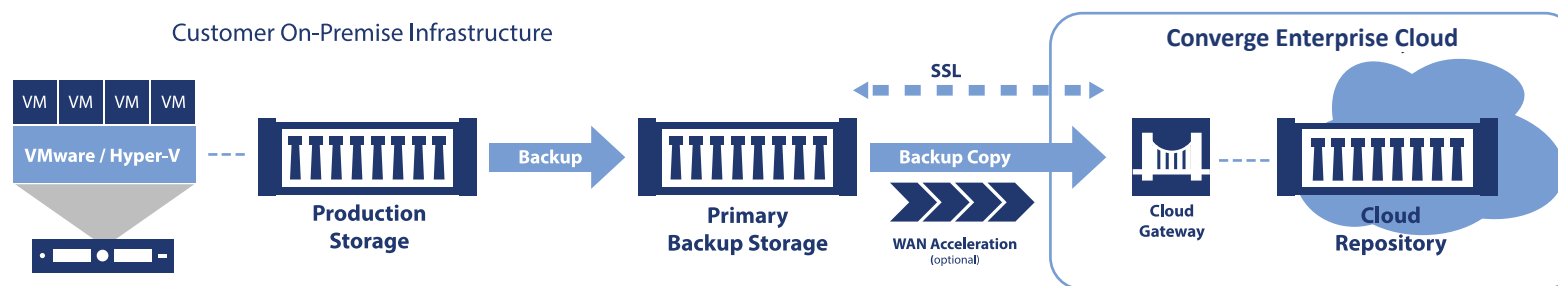 Customer On-Premise Infrastructure
Converge Enterprise Cloud
SSL
VM VM VM VM
VMware / Hyper-V
Backup
Backup Copy
Production
Storage
Primary
Backup Storage
WAN Acceleration
(optional)
Cloud
Gateway
Cloud
Repository